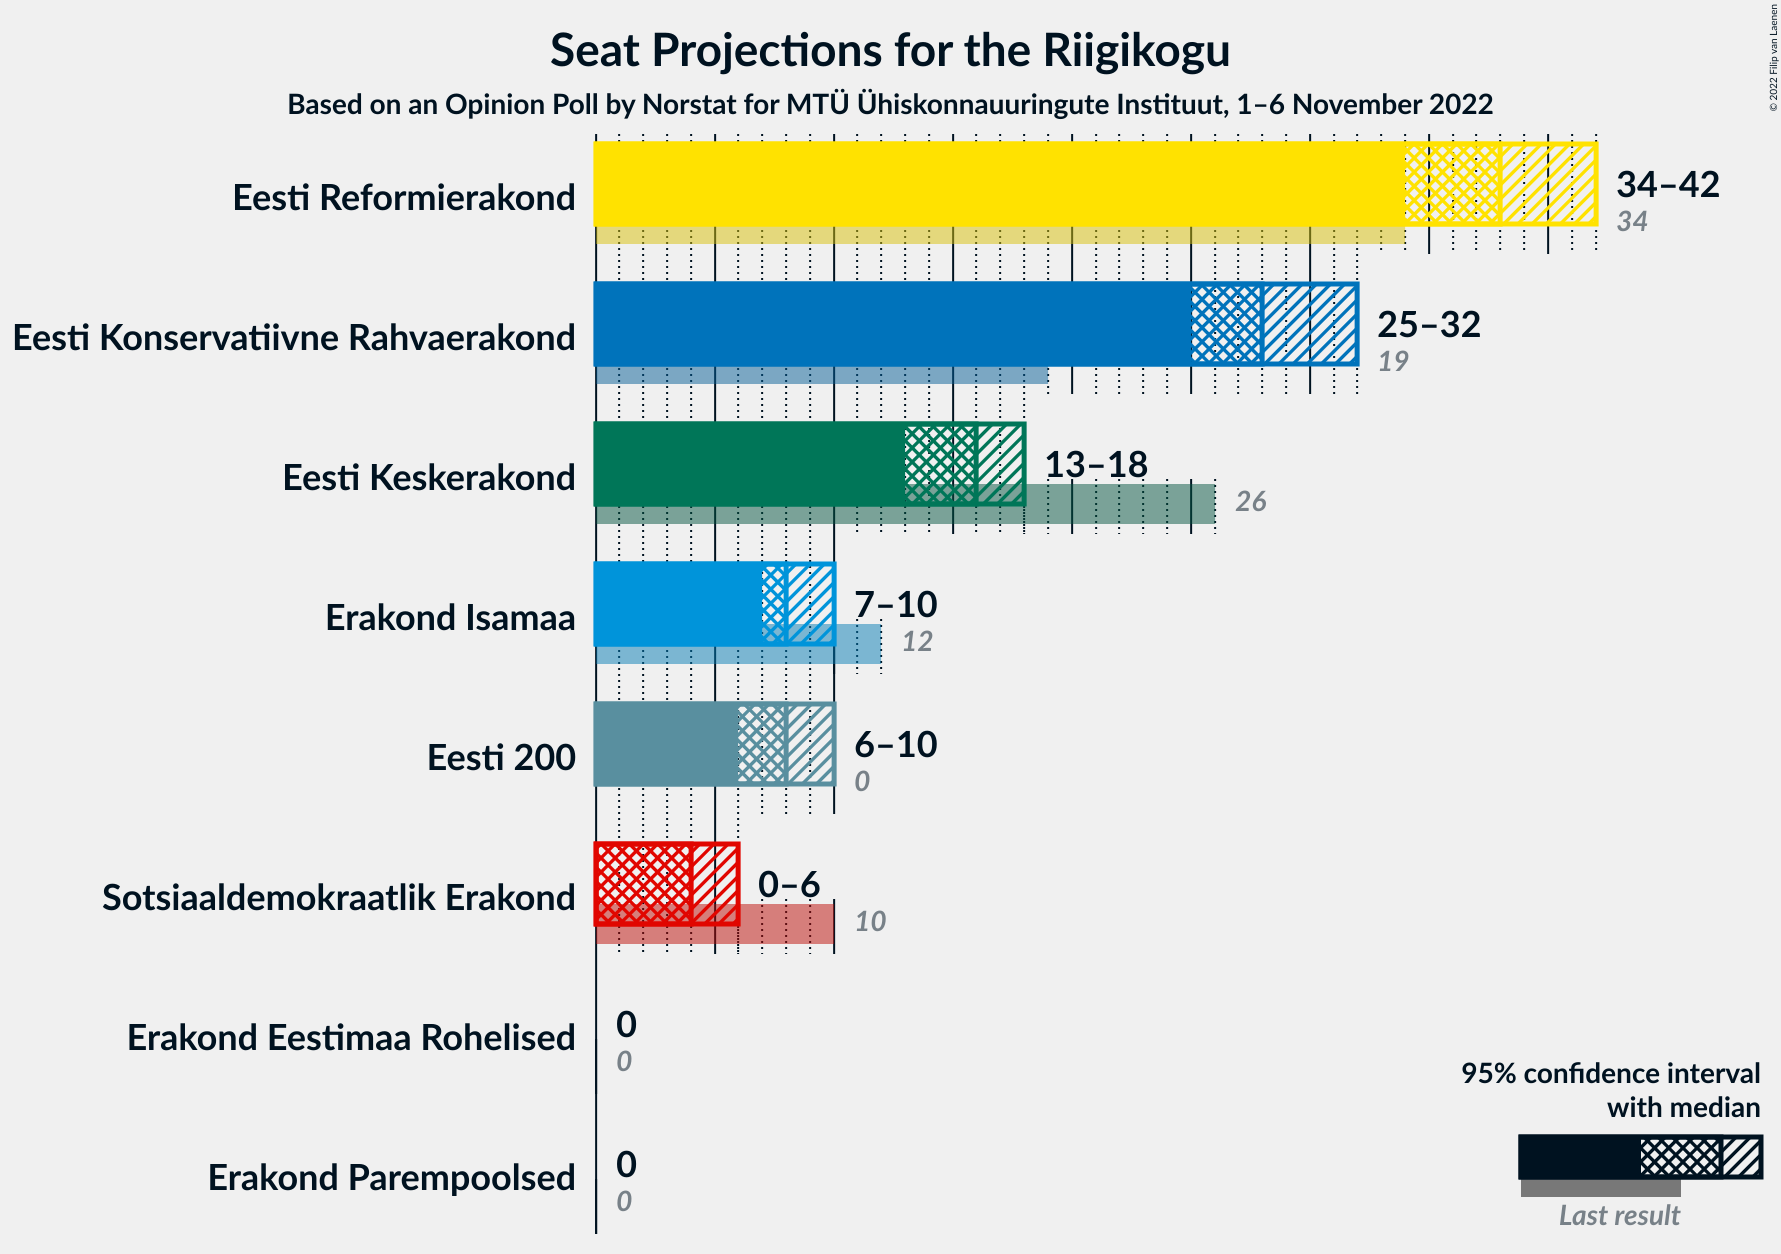 Seat Projections for the Riigikogu
Based on an Opinion Poll by Norstat for MTÜ Ühiskonnauuringute Instituut, 1–6 November 2022
© 2022 Filip van Laenen
Eesti Reformierakond
34–42
34
Eesti Konservatiivne Rahvaerakond
25–32
19
Eesti Keskerakond
13–18
26
Erakond Isamaa
7–10
12
Eesti 200
6–10
0
Sotsiaaldemokraatlik Erakond
0–6
10
Erakond Eestimaa Rohelised
0
0
Erakond Parempoolsed
0
0
95% confidence interval
with median
Last result